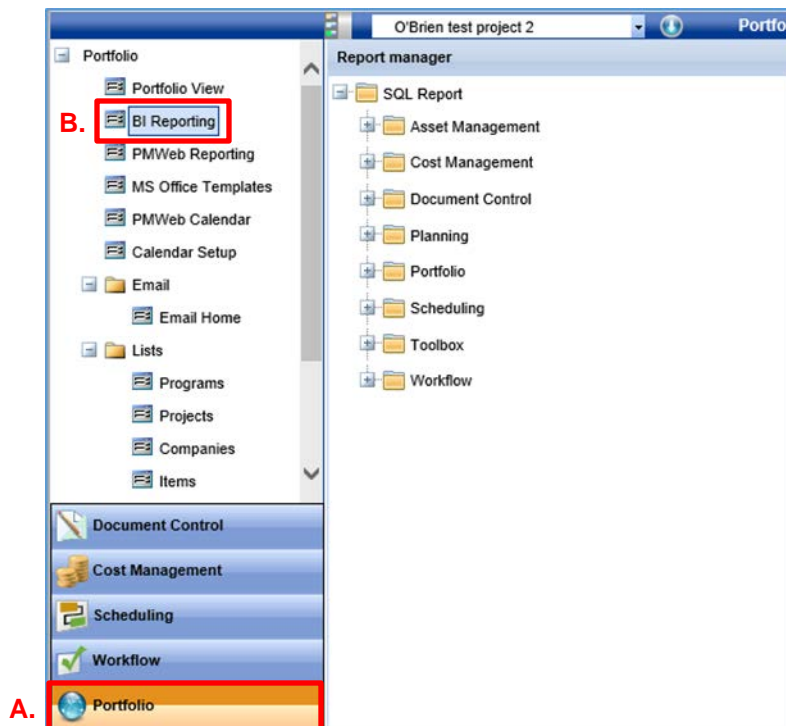 O'Brien test project 2
Portfo
Portfolio
Portfolio View
B.
BI Reporting
PMWeb Reporting
MS Office Templates
PMWeb Calendar
Calendar Setup
Email
Email Home
Lists
Programs
Projects
Companies
Items
Document Control
Cost Management
Scheduling
Workflow
A.
Portfolio
Report manager
SQL Report
Asset Management
Cost Management
Document Control
Planning
Portfolio
Scheduling
Toolbox
Workflow